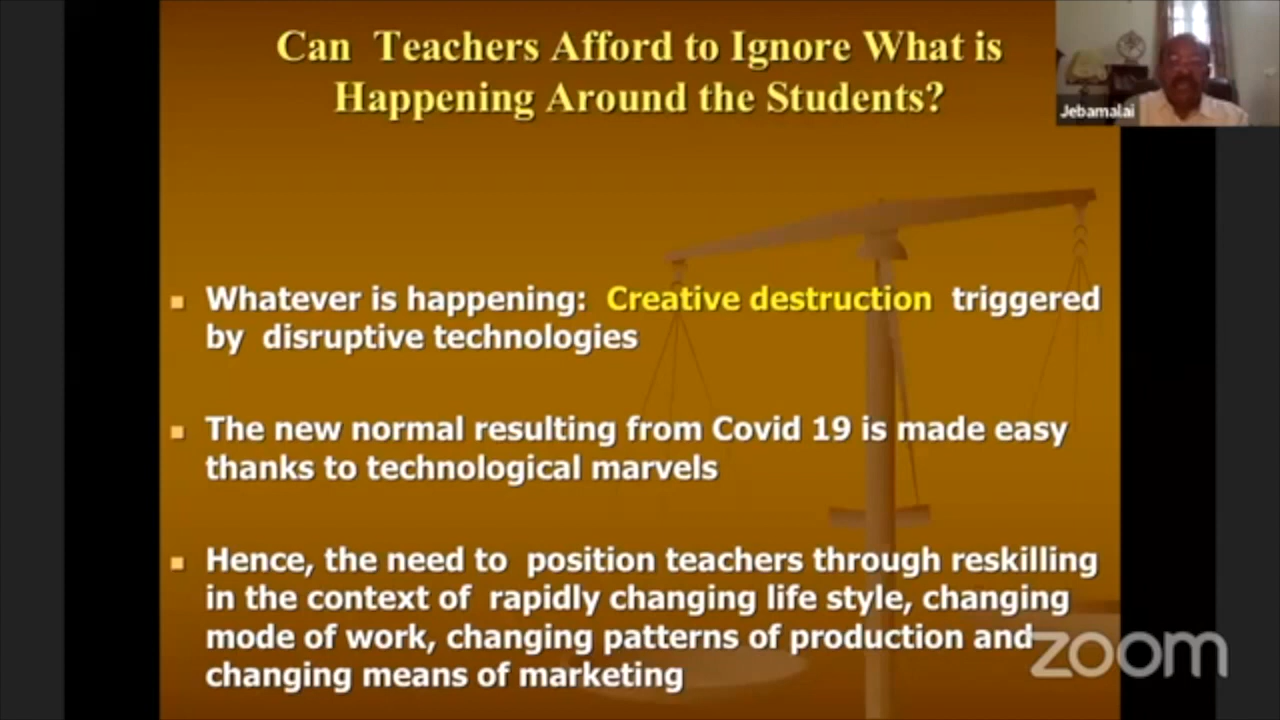 Can Teachers Afford to Ignore What is
Happening Around the Students?
Jebamalai
Whatever is happening: Creative destruction triggered
by disruptive technologies
The new normal resulting from Covid 19 is made easy
thanks to technological marvels
Hence, the need to position teachers through reskilling
in the context of rapidly changing life style, changing
mode of work, changing patterns of production and
changing means of marketing
zoom